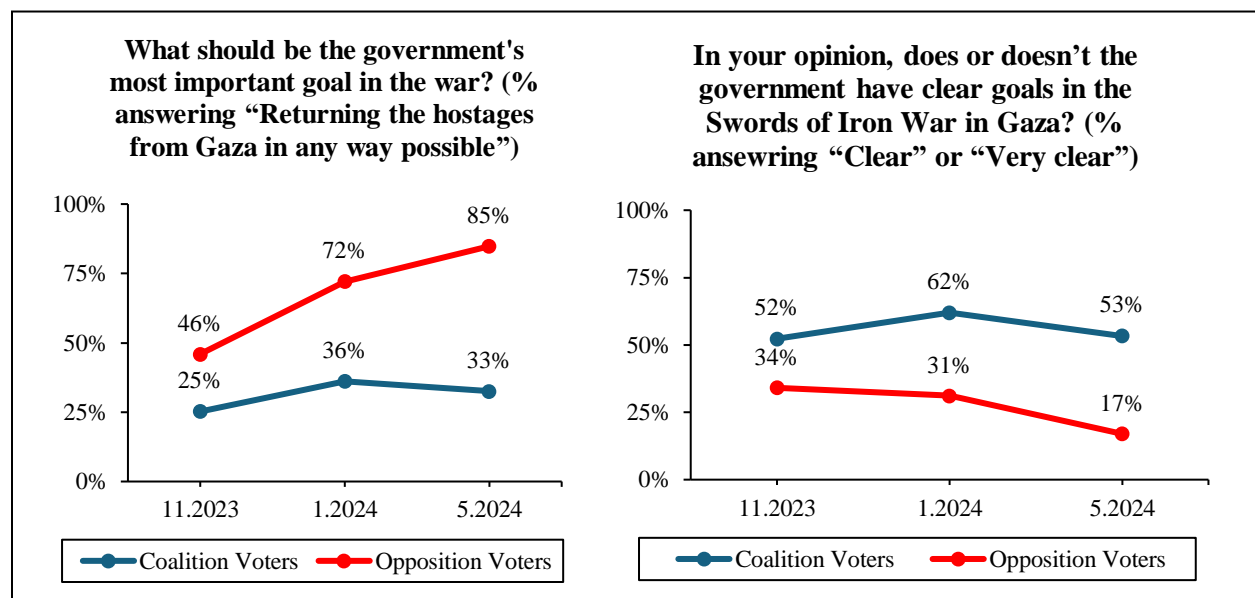 What should be the government's
most important goal in the war? (%
answering “Returning the hostages
from Gaza in any way possible”)
100%
75%
50%
25%
0%
85%
72%
46%
36%
33%
25%
11.2023 1.2024 5.2024
Coalition Voters Opposition Voters
In your opinion, does or doesn’t the
government have clear goals in the
Swords of Iron War in Gaza? (%
ansewring “Clear” or “Very clear”)
100%
75%
50%
25%
0%
62%
52%
53%
34%
31%
17%
11.2023 1.2024 5.2024
Coalition Voters Opposition Voters